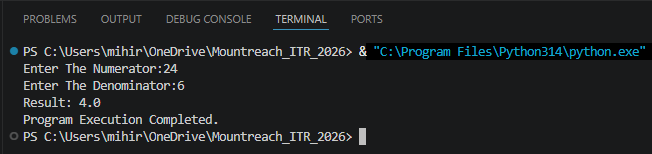 PROBLEMS OUTPUT DEBUG CONSOLE TERMINAL PORTS
PS C:\Users\mihir\OneDrive\Mountreach_ITR_2026> & "C:\Program Files\Python314\python.exe"
Enter The Numerator:24
Enter The Denominator:6
Result: 4.0
Program Execution Completed.
PS C:\Users\mihir\OneDrive\Mountreach_ITR_2026>